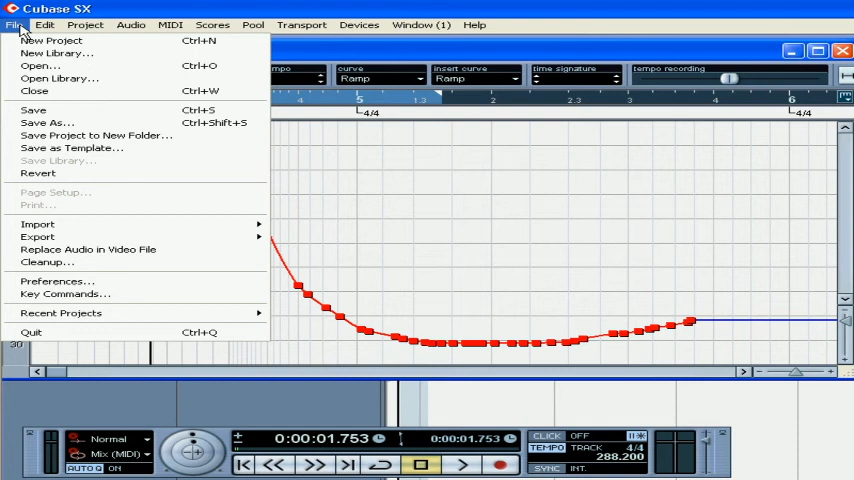 Cubase SX
File Edit Project Audio MIDI Scores Pool Transport Devices Window (1) Help
New Project Ctrl+N
New Library...
Open... Ctrl+O
Open Library...
Close Ctrl+W
Save Ctrl+S
Save As... Ctrl+Shift+S
Save Project to New Folder...
Save as Template...
Save Library...
Revert
Page Setup...
Print...
Import
Export
Replace Audio in Video File
Cleanup...
Preferences...
Key Commands...
Recent Projects
Quit Ctrl+Q
curve insert curve time signature tempo recording
Ramp Ramp
4 5 1.3 2 2.3 3 4 6
4/4 4/4
30
Normal
Mix (MIDI)
AUTO Q ON
0:00:01.753 0:00:01.753
CLICK OFF
TEMPO TRACK 4/4
288.200
SYNC INT.